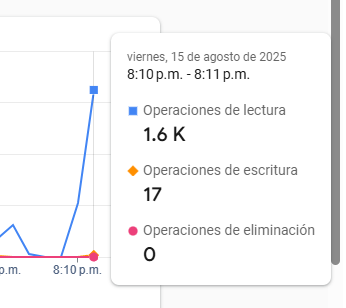 viernes, 15 de agosto de 2025
8:10 p.m. - 8:11 p.m.
Operaciones de lectura
1.6 K
Operaciones de escritura
17
Operaciones de eliminación
0
p.m.
8:10 p.m.